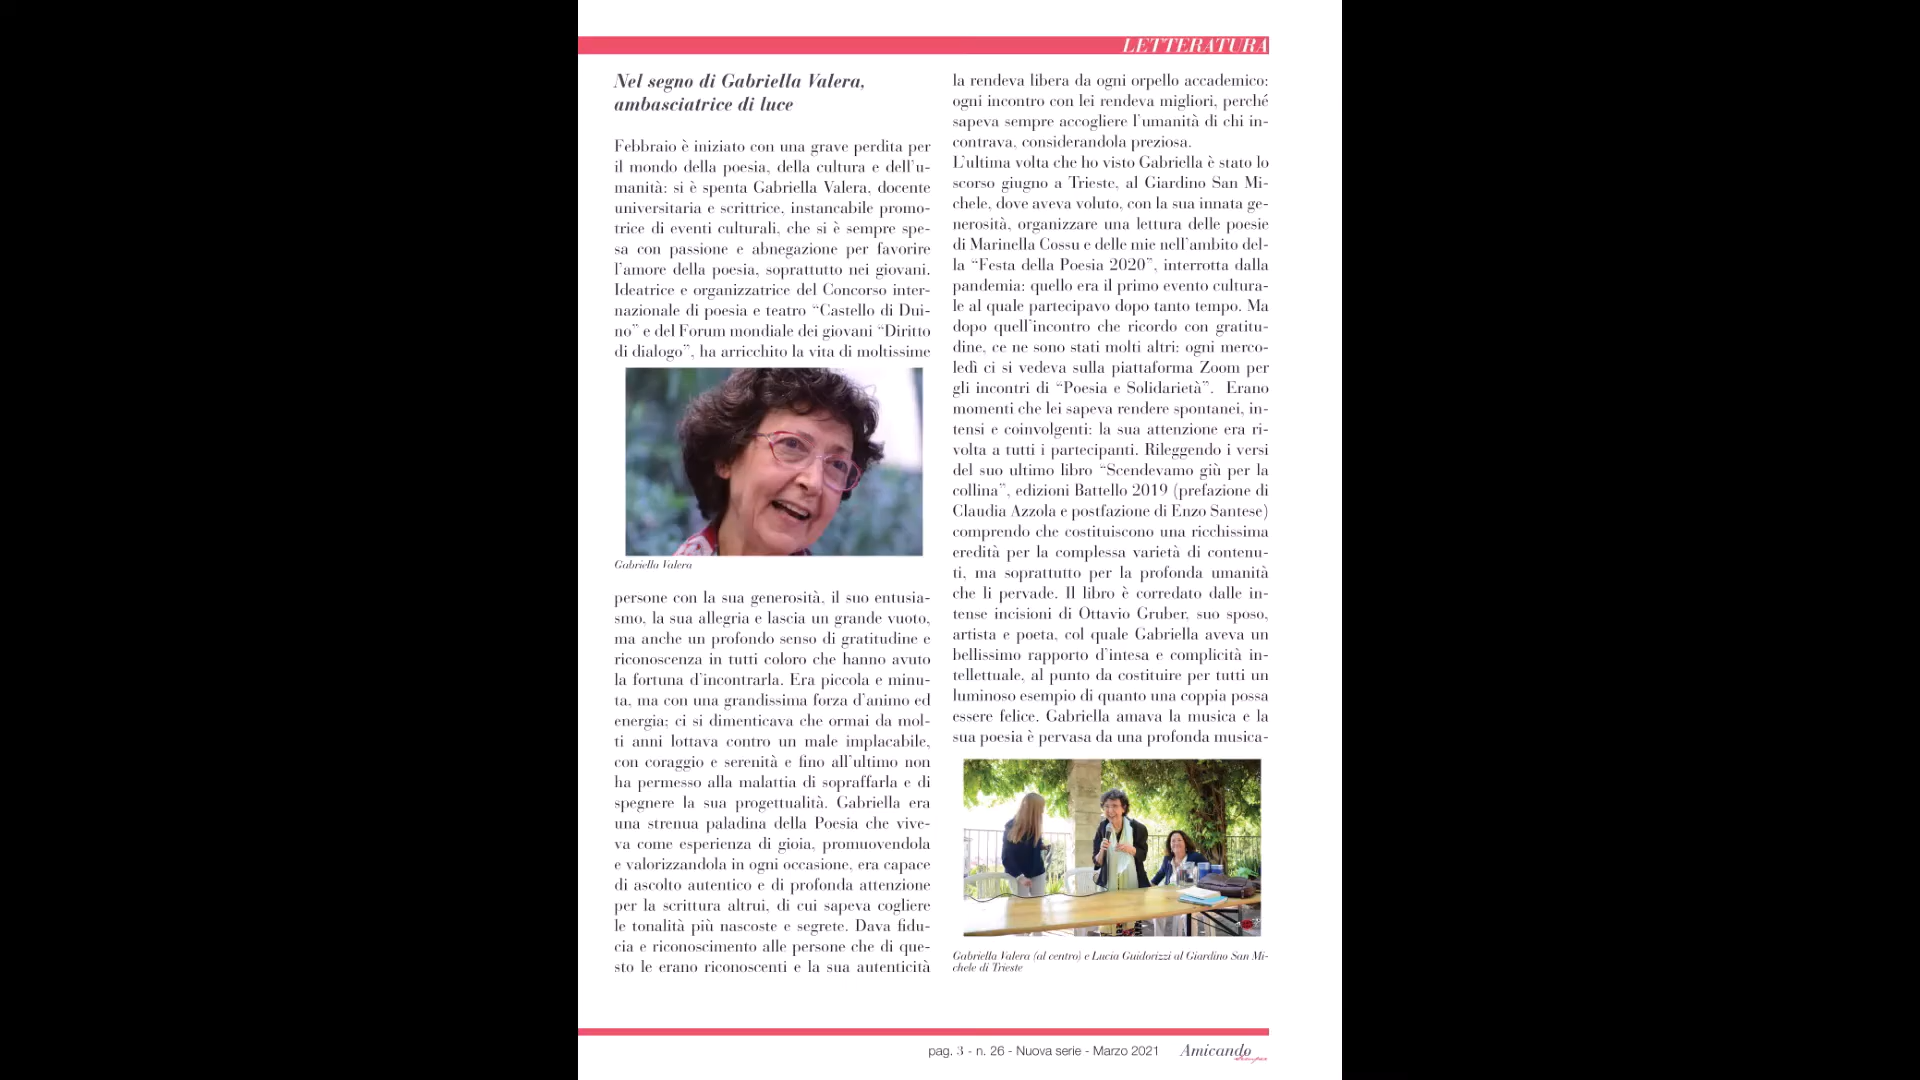 LETTERATURA
Nel segno di Gabriella Valera,
ambasciatrice di luce
Febbraio è iniziato con una grave perdita per
il mondo della poesia, della cultura e dell'u-
manità: si è spenta Gabriella Valera, docente
universitaria e scrittrice, instancabile promo-
trice di eventi culturali, che si è sempre spe-
sa con passione e abnegazione per favorire
l'amore della poesia, soprattutto nei giovani.
Ideatrice e organizzatrice del Concorso inter-
nazionale di poesia e teatro “Castello di Dui-
no” e del Forum mondiale dei giovani “Diritto
di dialogo”, ha arricchito la vita di moltissime
Gabriella Valera
persone con la sua generosità, il suo entusia-
smo, la sua allegria e lascia un grande vuoto,
ma anche un profondo senso di gratitudine e
riconoscenza in tutti coloro che hanno avuto
la fortuna d'incontrarla. Era piccola e minu-
ta, ma con una grandissima forza d'animo ed
energia; ci si dimenticava che ormai da mol-
ti anni lottava contro un male implacabile,
con coraggio e serenità e fino all'ultimo non
ha permesso alla malattia di sopraffarla e di
spegnere la sua progettualità. Gabriella era
una strenua paladina della Poesia che vive-
va come esperienza di gioia, promuovendola
e valorizzandola in ogni occasione, era capace
di ascolto autentico e di profonda attenzione
per la scrittura altrui, di cui sapeva cogliere
le tonalità più nascoste e segrete. Dava fidu-
cia e riconoscimento alle persone che di que-
sto le erano riconoscenti e la sua autenticità
la rendeva libera da ogni orpello accademico:
ogni incontro con lei rendeva migliori, perché
sapeva sempre accogliere l'umanità di chi in-
contrava, considerandola preziosa.
L'ultima volta che ho visto Gabriella è stato lo
scorso giugno a Trieste, al Giardino San Mi-
chele, dove aveva voluto, con la sua innata ge-
nerosità, organizzare una lettura delle poesie
di Marinella Cossu e delle mie nell'ambito del-
la “Festa della Poesia 2020”, interrotta dalla
pandemia: quello era il primo evento cultura-
le al quale partecipavo dopo tanto tempo. Ma
dopo quell'incontro che ricordo con gratitu-
dine, ce ne sono stati molti altri: ogni merco-
ledì ci si vedeva sulla piattaforma Zoom per
gli incontri di “Poesia e Solidarietà”. Erano
momenti che lei sapeva rendere spontanei, in-
tensi e coinvolgenti: la sua attenzione era ri-
volta a tutti i partecipanti. Rileggendo i versi
del suo ultimo libro “Scendevamo giù per la
collina”, edizioni Battello 2019 (prefazione di
Claudia Azzola e postfazione di Enzo Santese)
comprendo che costituiscono una ricchissima
eredità per la complessa varietà di contenu-
ti, ma soprattutto per la profonda umanità
che li pervade. Il libro è corredato dalle in-
tense incisioni di Ottavio Gruber, suo sposo,
artista e poeta, col quale Gabriella aveva un
bellissimo rapporto d'intesa e complicità in-
tellettuale, al punto da costituire per tutti un
luminoso esempio di quanto una coppia possa
essere felice. Gabriella amava la musica e la
sua poesia è pervasa da una profonda musica-
Gabriella Valera (al centro) e Lucia Guidorizzi al Giardino San Mi-
chele di Trieste
pag. 3 - n. 26 - Nuova serie - Marzo 2021 Amicando
Semper